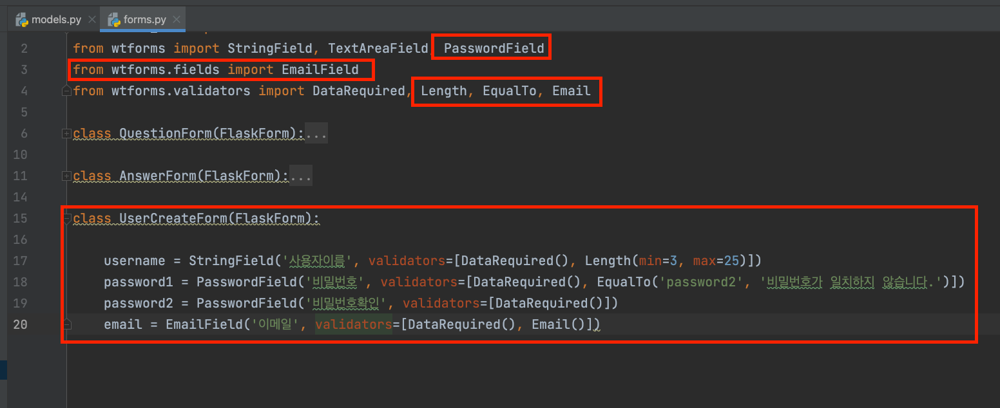 models.py forms.py
2 from wtforms import StringField, TextAreaField, PasswordField
3 from wtforms.fields import EmailField
4 from wtforms.validators import DataRequired, Length, EqualTo, Email
5
6 class QuestionForm(FlaskForm):...
10
11 class AnswerForm(FlaskForm):...
14
15 class UserCreateForm(FlaskForm):
16
17 username = StringField('사용자이름', validators=[DataRequired(), Length(min=3, max=25)])
18 password1 = PasswordField('비밀번호', validators=[DataRequired(), EqualTo('password2', '비밀번호가 일치하지 않습니다.')])
19 password2 = PasswordField('비밀번호확인', validators=[DataRequired()])
20 email = EmailField('이메일', validators=[DataRequired(), Email()])